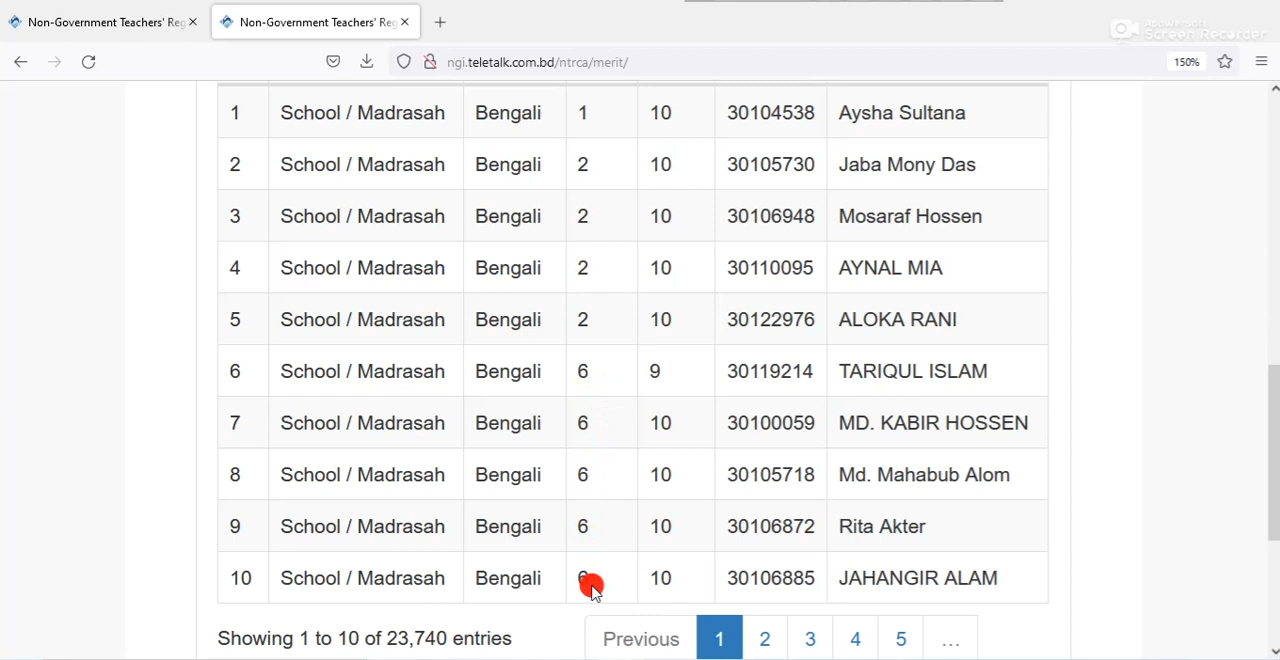 Non-Government Teachers' Reg Non-Government Teachers' Reg
Apowersoft
Screen Recorder
ngi.teletalk.com.bd/ntrca/merit/ 150%
1 School / Madrasah Bengali 1 10 30104538 Aysha Sultana
2 School / Madrasah Bengali 2 10 30105730 Jaba Mony Das
3 School / Madrasah Bengali 2 10 30106948 Mosaraf Hossen
4 School / Madrasah Bengali 2 10 30110095 AYNAL MIA
5 School / Madrasah Bengali 2 10 30122976 ALOKA RANI
6 School / Madrasah Bengali 6 9 30119214 TARIQUL ISLAM
7 School / Madrasah Bengali 6 10 30100059 MD. KABIR HOSSEN
8 School / Madrasah Bengali 6 10 30105718 Md. Mahabub Alom
9 School / Madrasah Bengali 6 10 30106872 Rita Akter
10 School / Madrasah Bengali 6 10 30106885 JAHANGIR ALAM
Showing 1 to 10 of 23,740 entries Previous 1 2 3 4 5 ...